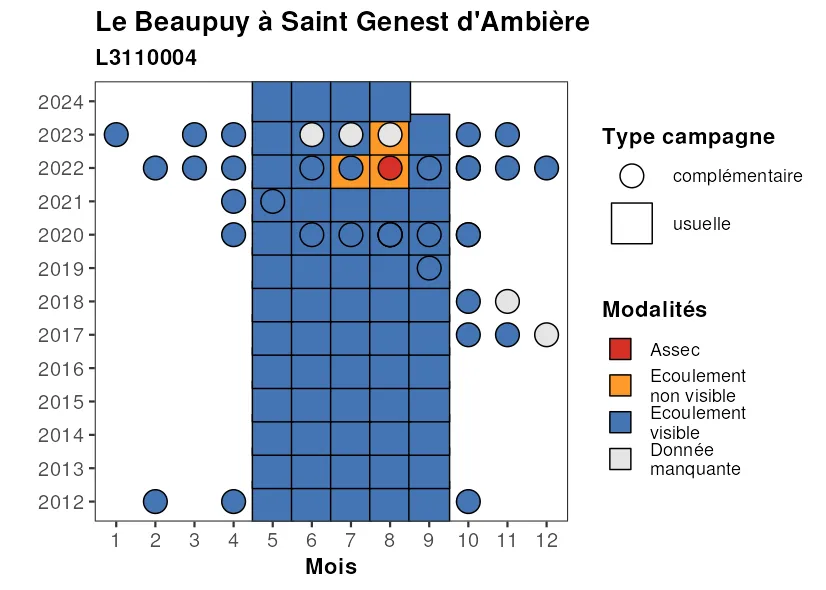 Le Beaupuy à Saint Genest d'Ambière
L3110004
2024
2023
2022
2021
2020
2019
2018
2017
2016
2015
2014
2013
2012
1 2 3 4 5 6 7 8 9 10 11 12
Mois
Type campagne
complémentaire
usuelle
Modalités
Assec
Ecoulement
non visible
Ecoulement
visible
Donnée
manquante